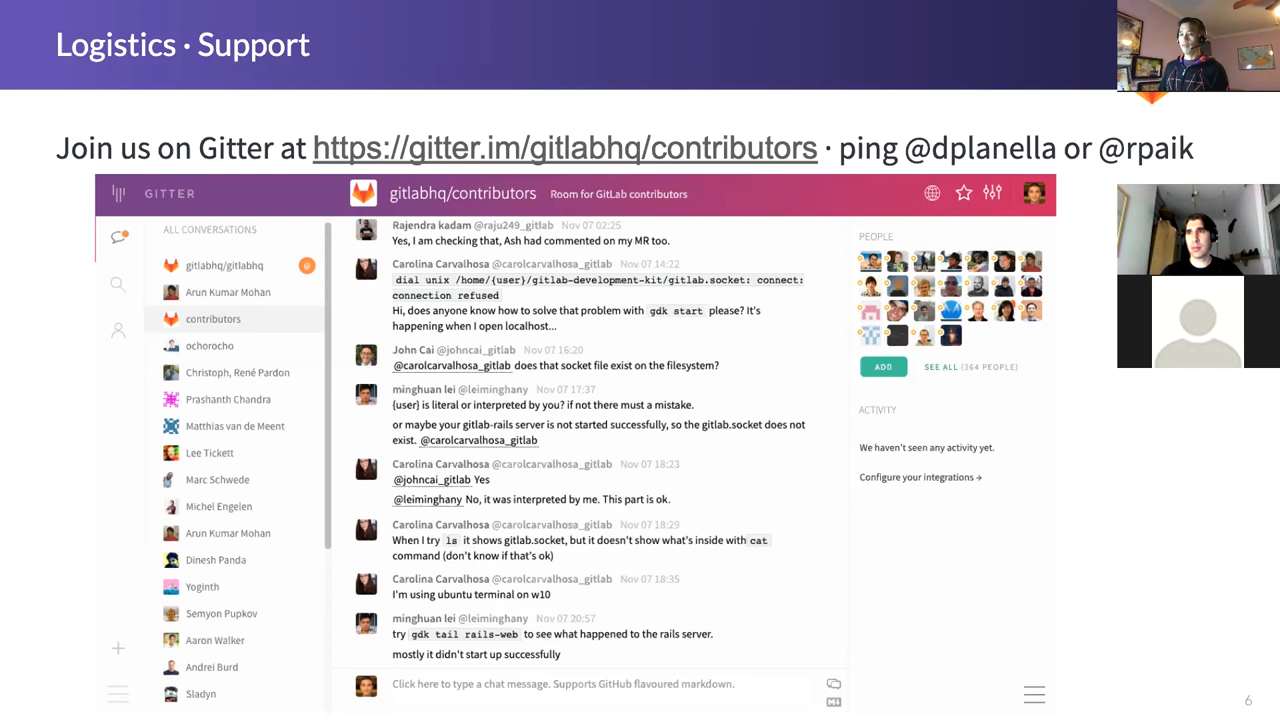 Logistics · Support
Join us on Gitter at https://gitter.im/gitlabhq/contributors · ping @dplanella or @rpaik
GITTER
gitlabhq/contributors Room for GitLab contributors
ALL CONVERSATIONS
gitlabhq/gitlabhq @
Arun Kumar Mohan
contributors
ochorocho
Christoph, René Pardon
Prashanth Chandra
Matthias van de Meent
Lee Tickett
Marc Schwede
Michel Engelen
Arun Kumar Mohan
Dinesh Panda
Yoginth
Semyon Pupkov
Aaron Walker
Andrei Burd
Sladyn
Rajendra kadam @raju249_gitlab Nov 07 02:25
Yes, I am checking that, Ash had commented on my MR too.
Carolina Carvalhosa @carolcarvalhosa_gitlab Nov 07 14:22
dial unix /home/{user}/gitlab-development-kit/gitlab.socket: connect:
connection refused
Hi, does anyone know how to solve that problem with gdk start please? It's
happening when I open localhost...
John Cai @johncai_gitlab Nov 07 16:20
@carolcarvalhosa_gitlab does that socket file exist on the filesystem?
minghuan lei @leiminghany Nov 07 17:37
{user} is literal or interpreted by you? if not there must a mistake.
or maybe your gitlab-rails server is not started successfully, so the gitlab.socket does not
exist. @carolcarvalhosa_gitlab
Carolina Carvalhosa @carolcarvalhosa_gitlab Nov 07 18:23
@johncai_gitlab Yes
@leiminghany No, it was interpreted by me. This part is ok.
Carolina Carvalhosa @carolcarvalhosa_gitlab Nov 07 18:29
When I try ls it shows gitlab.socket, but it doesn't show what's inside with cat
command (don't know if that's ok)
Carolina Carvalhosa @carolcarvalhosa_gitlab Nov 07 18:35
I'm using ubuntu terminal on w10
minghuan lei @leiminghany Nov 07 20:57
try gdk tail rails-web to see what happened to the rails server.
mostly it didn't start up successfully
Click here to type a chat message. Supports GitHub flavoured markdown.
PEOPLE
ADD SEE ALL (364 PEOPLE)
ACTIVITY
We haven't seen any activity yet.
Configure your integrations →
6